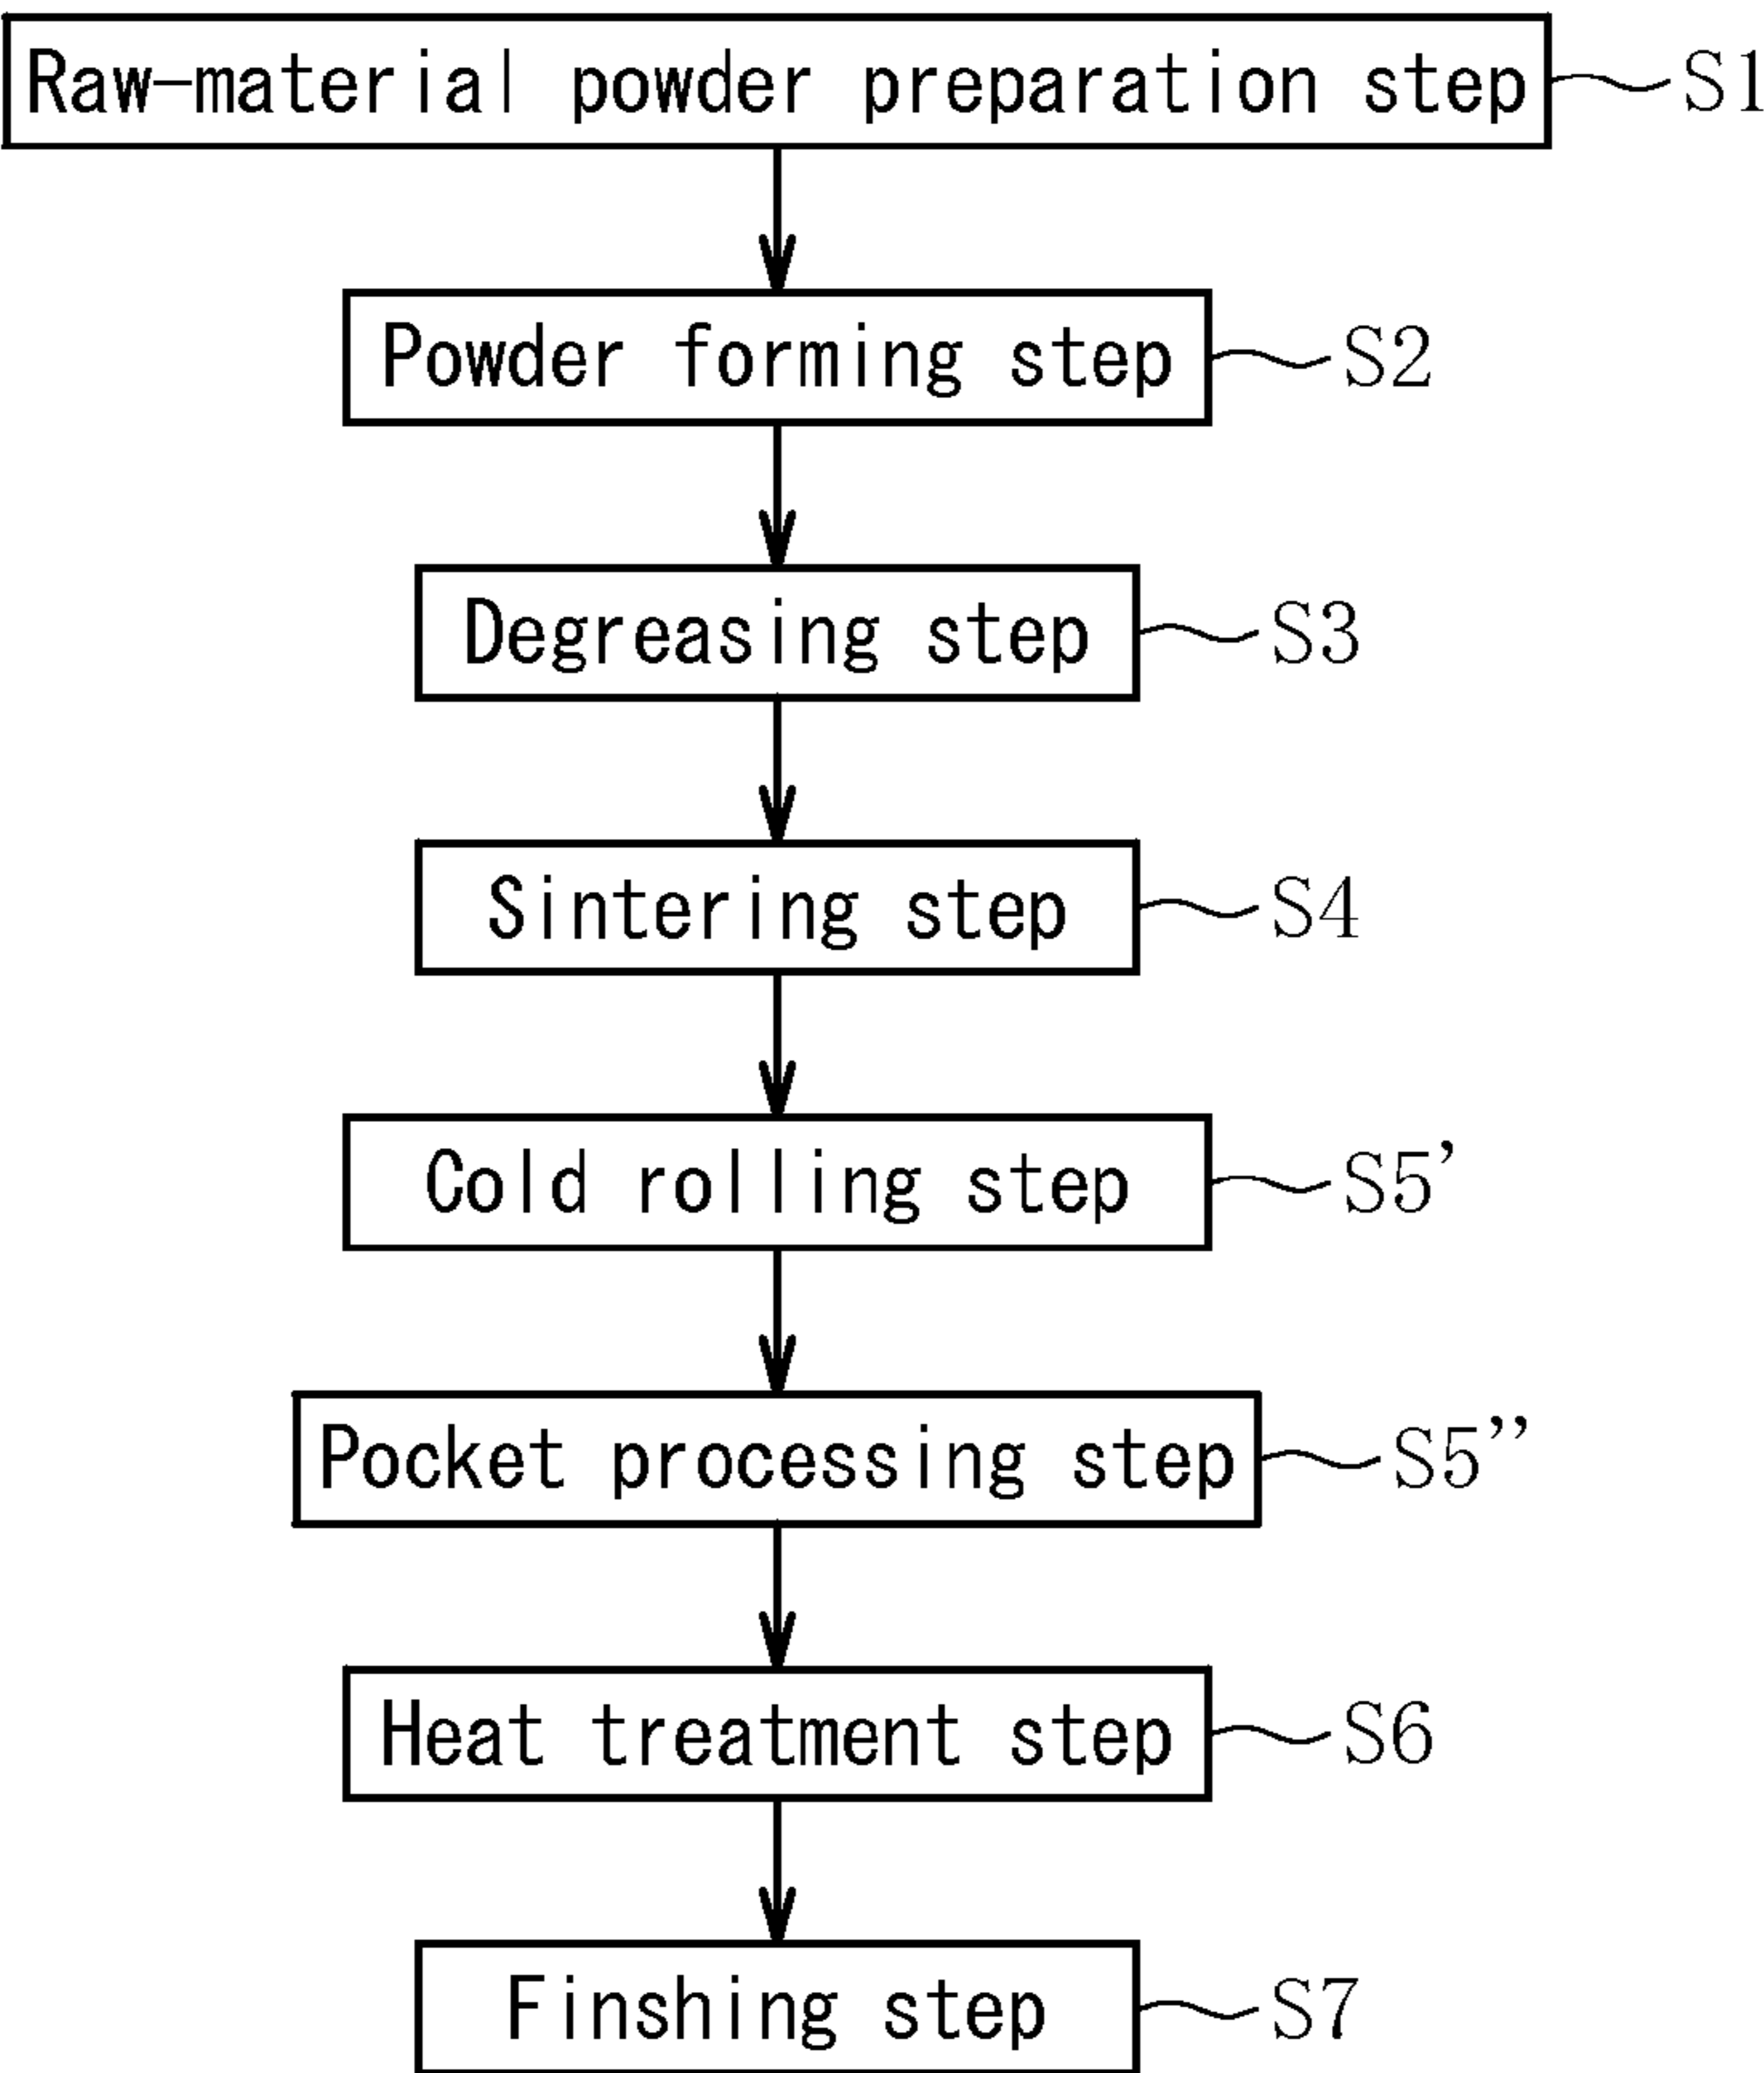 Raw-material powder preparation step S1
Powder forming step S2
Degreasing step S3
Sintering step S4
Cold rolling step S5'
Pocket processing step S5”
Heat treatment step S6
Finshing step S7